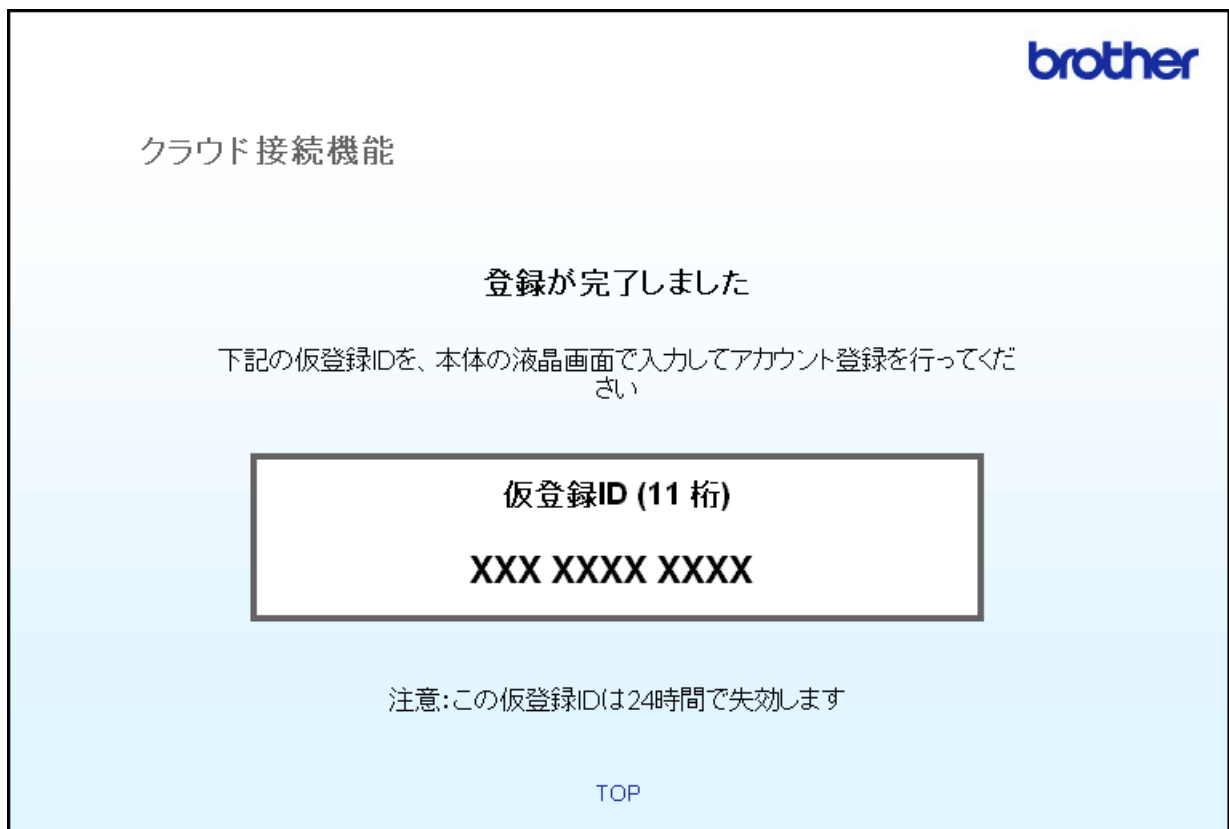 brother
クラウド接続機能
登録が完了しました
下記の仮登録IDを、本体の液晶画面で入力してアカウント登録を行ってくだ
さい
仮登録ID (11 桁)
XXX XXXX XXXX
注意:この仮登録IDは24時間で失効します
TOP